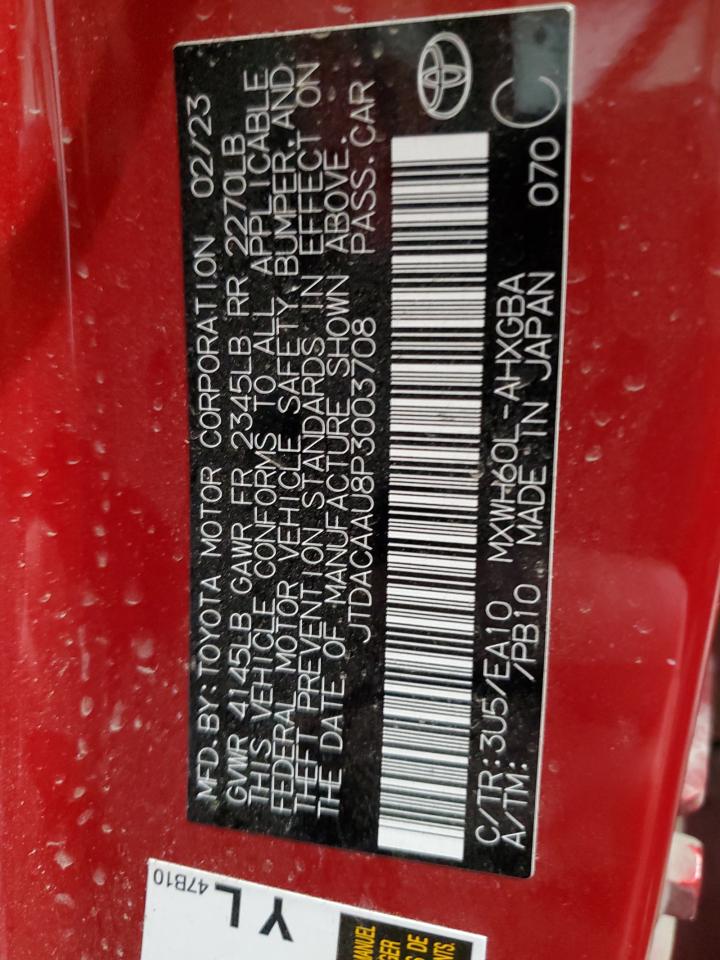 MFD. BY: TOYOTA MOTOR CORPORATION 02/23
GVWR 4145LB GAWR FR 2345LB RR 2270LB
THIS VEHICLE CONFORMS TO ALL APPLICABLE
FEDERAL MOTOR VEHICLE SAFETY, BUMPER, AND
THEFT PREVENTION STANDARDS IN EFFECT ON
THE DATE OF MANUFACTURE SHOWN ABOVE.
JTDACAAU8P3003708 PASS. CAR
C/TR: 3U5/EA10 MXWH60L-AHXGBA
A/TM: /PB10 MADE IN JAPAN 070 C
YL
47B10
MANUEL
DE